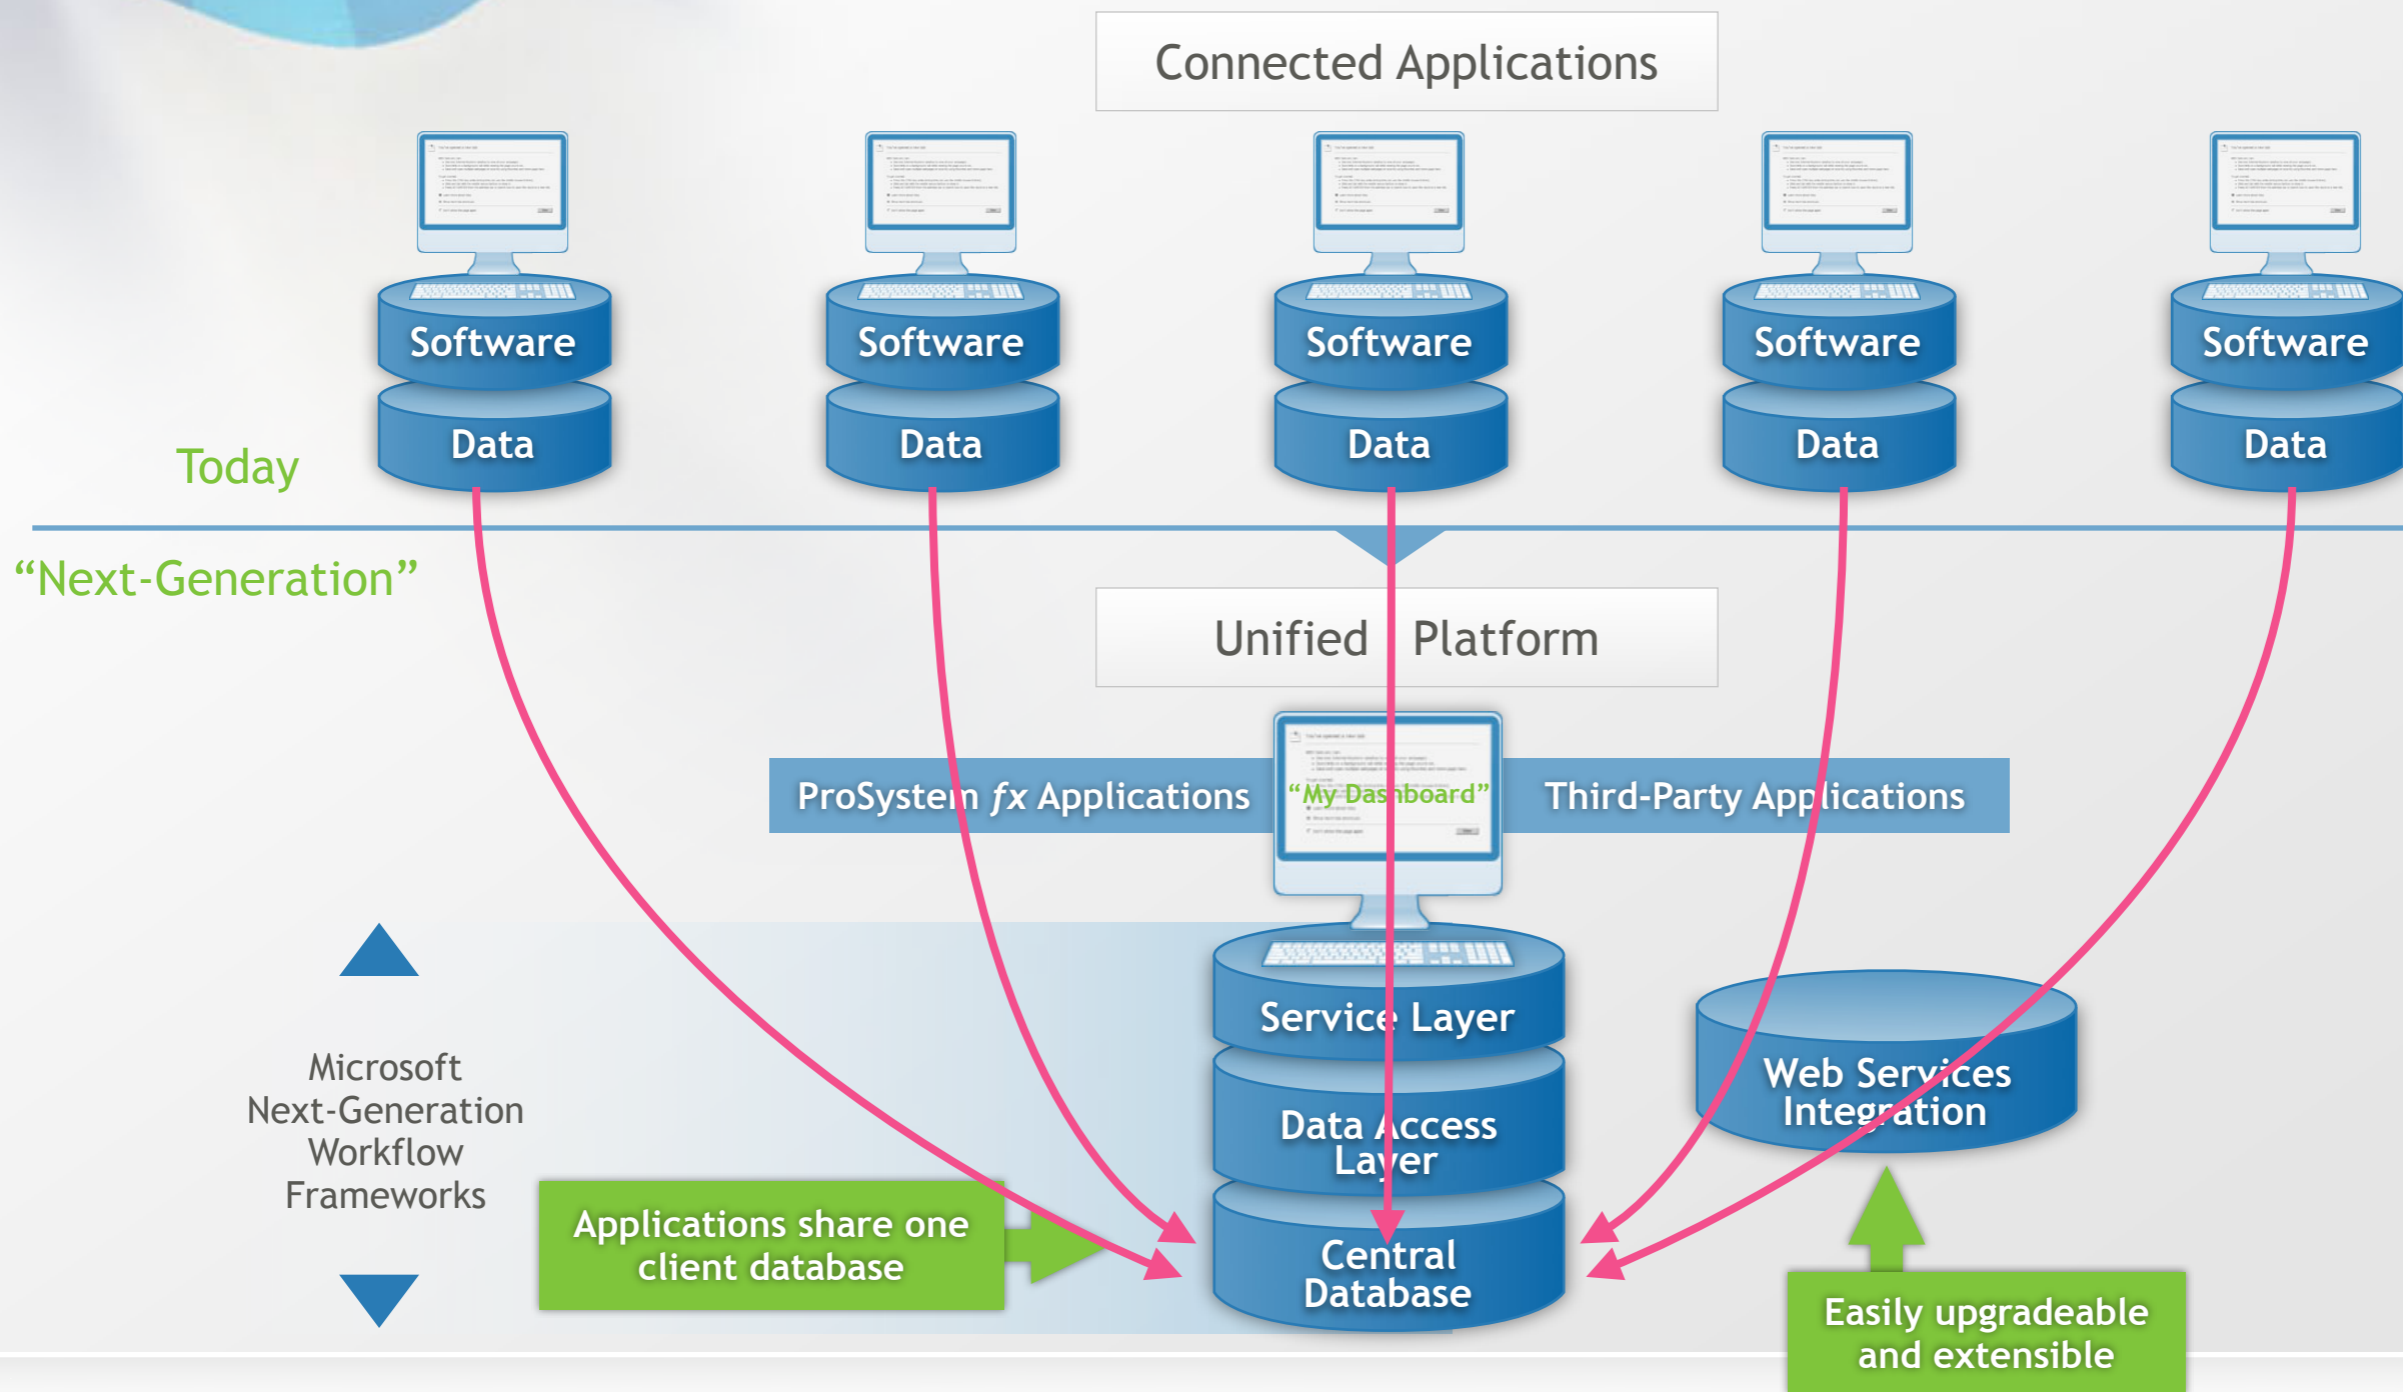 Connected Applications
Software
Software
Software
Software
Software
Data
Data
Data
Data
Data
Today
“Next-Generation”
Unified Platform
ProSystem fx Applications
“My Dashboard”
Third-Party Applications
Service Layer
Data Access
Layer
Central
Database
Web Services
Integration
Microsoft
Next-Generation
Workflow
Frameworks
Applications share one
client database
Easily upgradeable
and extensible